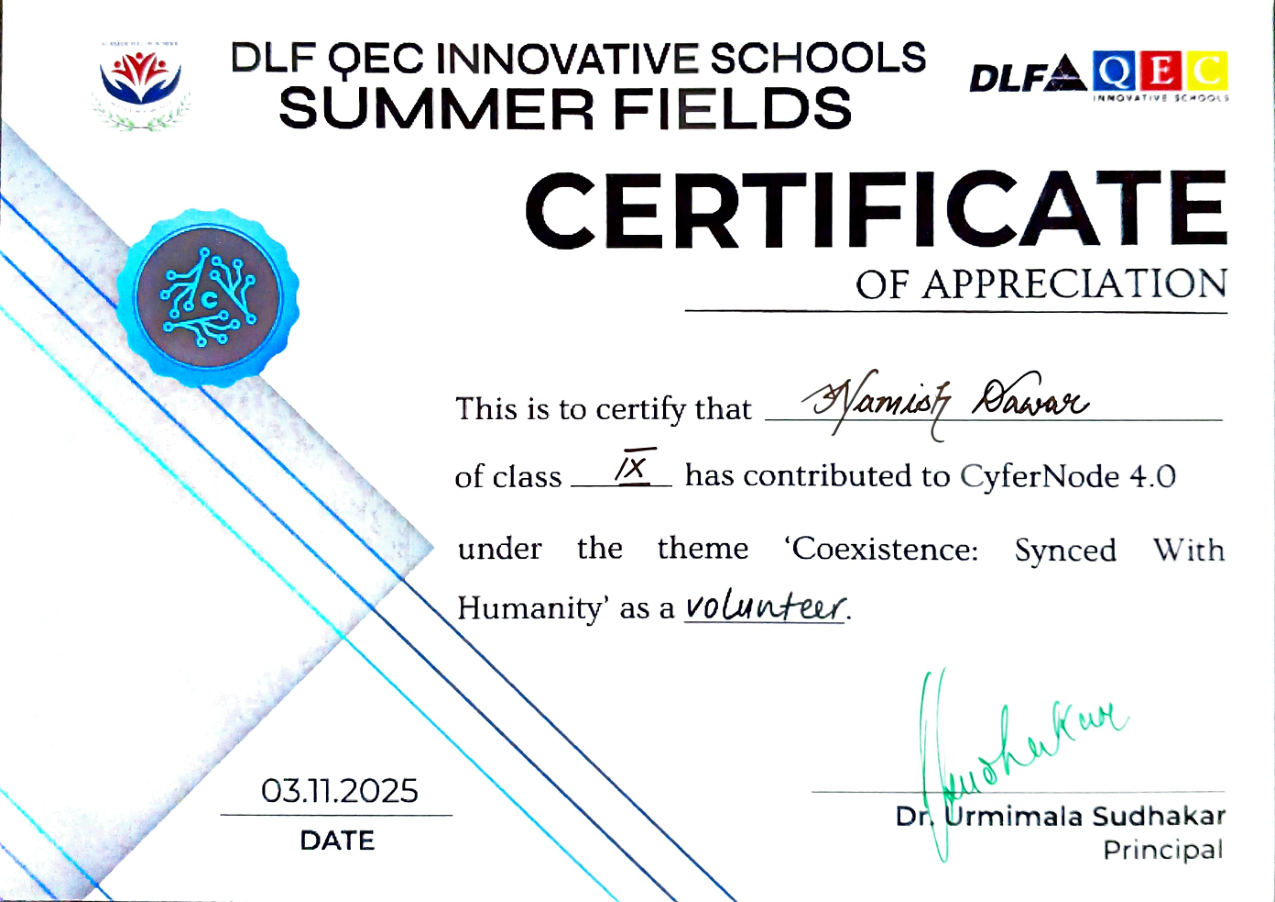 DLF QEC INNOVATIVE SCHOOLS
SUMMER FIELDS
DLF QEC
INNOVATIVE SCHOOLS
CERTIFICATE
OF APPRECIATION
C
This is to certify that Namish Dawar
of class IX has contributed to CyferNode 4.0
under the theme ‘Coexistence: Synced With
Humanity’ as a volunteer.
03.11.2025
DATE
Sudhakar
Dr. Urmimala Sudhakar
Principal